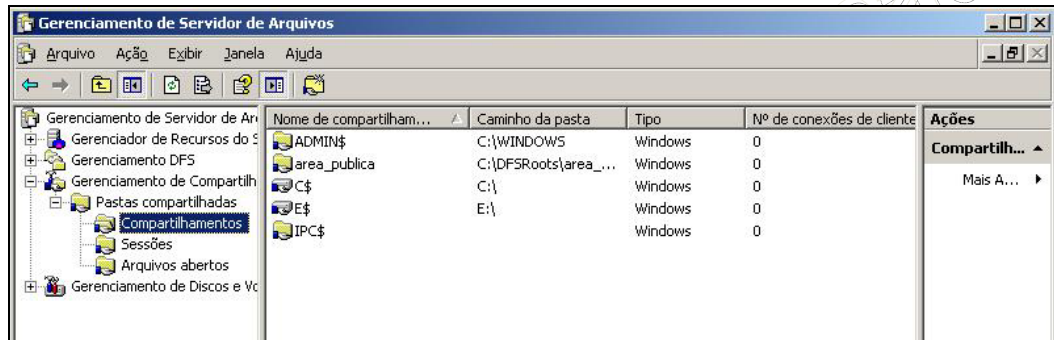 Gerenciamento de Servidor de Arquivos
Arquivo Ação Exibir Janela Ajuda
Gerenciamento de Servidor de Ar
Gerenciador de Recursos do S
Gerenciamento DFS
Gerenciamento de Compartilh
Pastas compartilhadas
Compartilhamentos
Sessões
Arquivos abertos
Gerenciamento de Discos e Vo
Nome de compartilham... Caminho da pasta Tipo Nº de conexões de cliente
ADMIN$ C:\WINDOWS Windows 0
area_publica C:\DFSRoots\area_... Windows 0
C$ C:\ Windows 0
E$ E:\ Windows 0
IPC$ Windows 0
Ações
Compartilh...
Mais A...